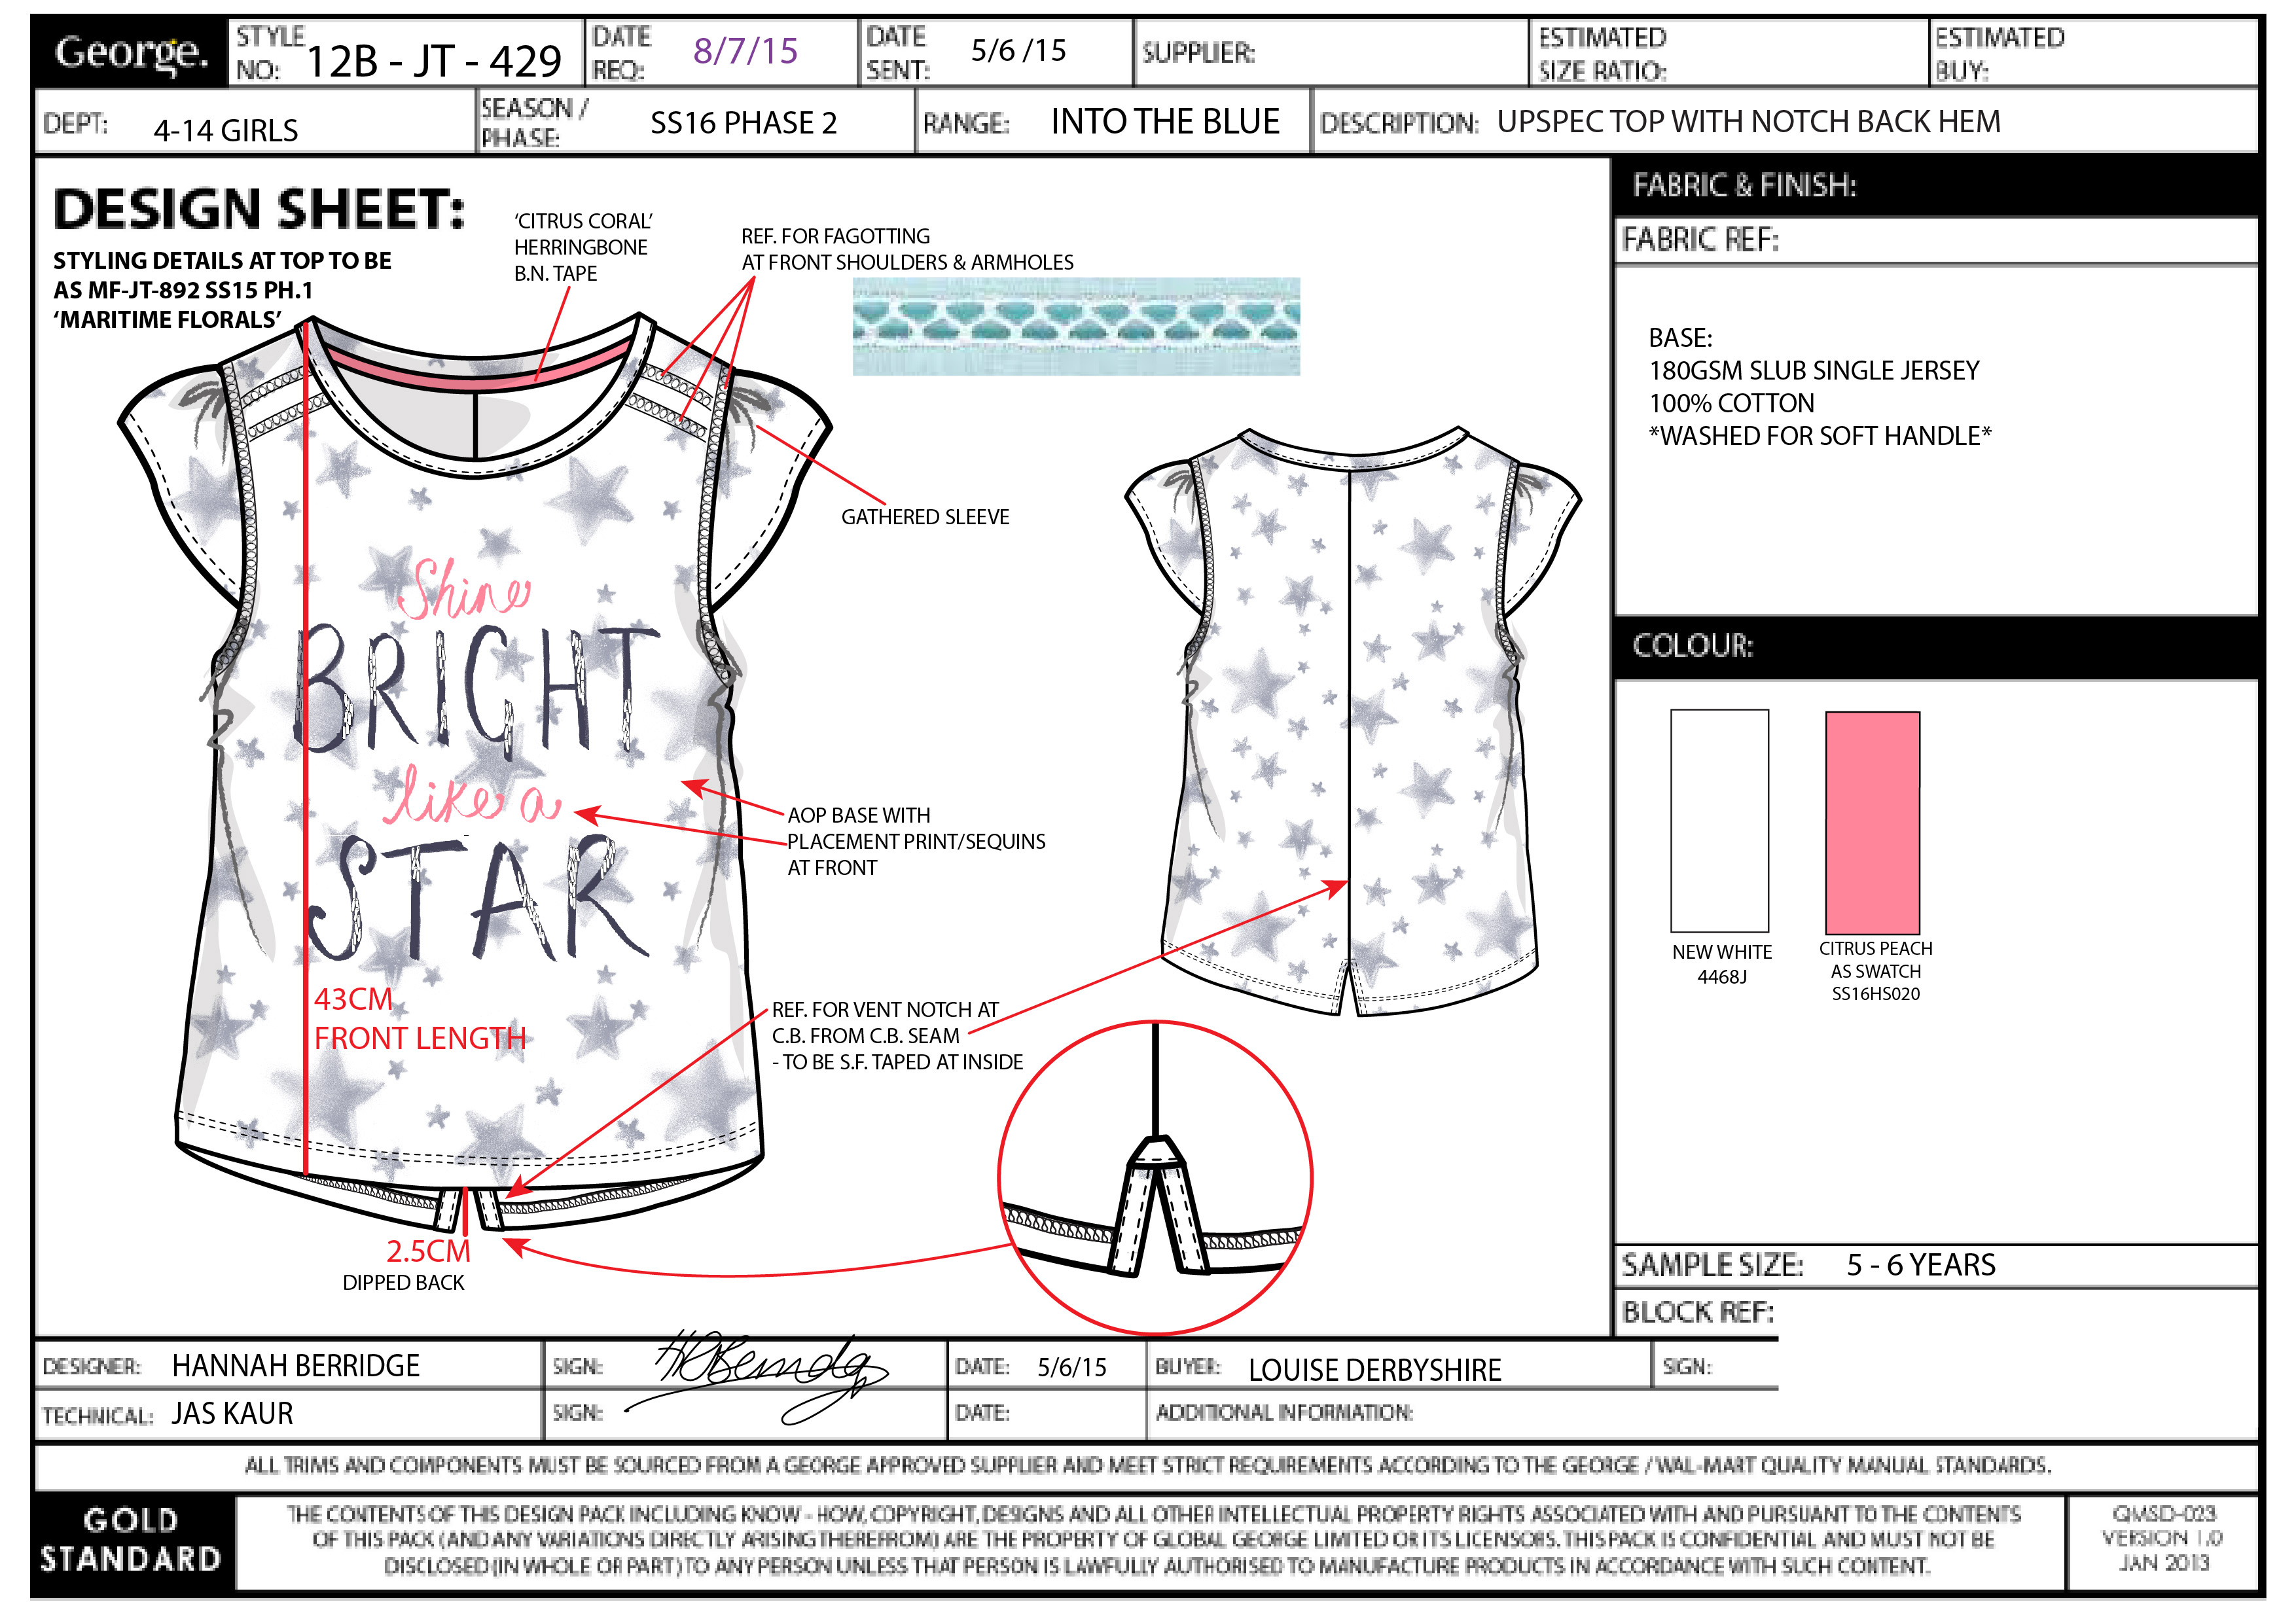 George.
STYLE NO: 12B - JT - 429
DATE REQ: 8/7/15
DATE SENT: 5/6 /15
SUPPLIER:
ESTIMATED SIZE RATIO:
ESTIMATED BUY:
DEPT: 4-14 GIRLS
SEASON / PHASE: SS16 PHASE 2
RANGE: INTO THE BLUE
DESCRIPTION: UPSPEC TOP WITH NOTCH BACK HEM
DESIGN SHEET:
STYLING DETAILS AT TOP TO BE
AS MF-JT-892 SS15 PH.1
‘MARITIME FLORALS’
‘CITRUS CORAL’
HERRINGBONE
B.N. TAPE
REF. FOR FAGOTTING
AT FRONT SHOULDERS & ARMHOLES
GATHERED SLEEVE
Shine
BRIGHT
like a
STAR
AOP BASE WITH
PLACEMENT PRINT/SEQUINS
AT FRONT
43CM
FRONT LENGTH
REF. FOR VENT NOTCH AT
C.B. FROM C.B. SEAM
- TO BE S.F. TAPED AT INSIDE
2.5CM
DIPPED BACK
FABRIC & FINISH:
FABRIC REF:
BASE:
180GSM SLUB SINGLE JERSEY
100% COTTON
*WASHED FOR SOFT HANDLE*
COLOUR:
NEW WHITE
4468J
CITRUS PEACH
AS SWATCH
SS16HS020
SAMPLE SIZE: 5 - 6 YEARS
BLOCK REF:
DESIGNER: HANNAH BERRIDGE
SIGN:
DATE: 5/6/15
BUYER: LOUISE DERBYSHIRE
SIGN:
TECHNICAL: JAS KAUR
SIGN:
DATE:
ADDITIONAL INFORMATION:
ALL TRIMS AND COMPONENTS MUST BE SOURCED FROM A GEORGE APPROVED SUPPLIER AND MEET STRICT REQUIREMENTS ACCORDING TO THE GEORGE / WAL-MART QUALITY MANUAL STANDARDS.
GOLD
STANDARD
THE CONTENTS OF THIS DESIGN PACK INCLUDING KNOW - HOW, COPYRIGHT, DESIGNS AND ALL OTHER INTELLECTUAL PROPERTY RIGHTS ASSOCIATED WITH AND PURSUANT TO THE CONTENTS
OF THIS PACK (AND ANY VARIATIONS DIRECTLY ARISING THEREFROM) ARE THE PROPERTY OF GLOBAL GEORGE LIMITED OR ITS LICENSORS. THIS PACK IS CONFIDENTIAL AND MUST NOT BE
DISCLOSED (IN WHOLE OR PART) TO ANY PERSON UNLESS THAT PERSON IS LAWFULLY AUTHORISED TO MANUFACTURE PRODUCTS IN ACCORDANCE WITH SUCH CONTENT.
QMSD-023
VERSION 1.0
JAN 2013